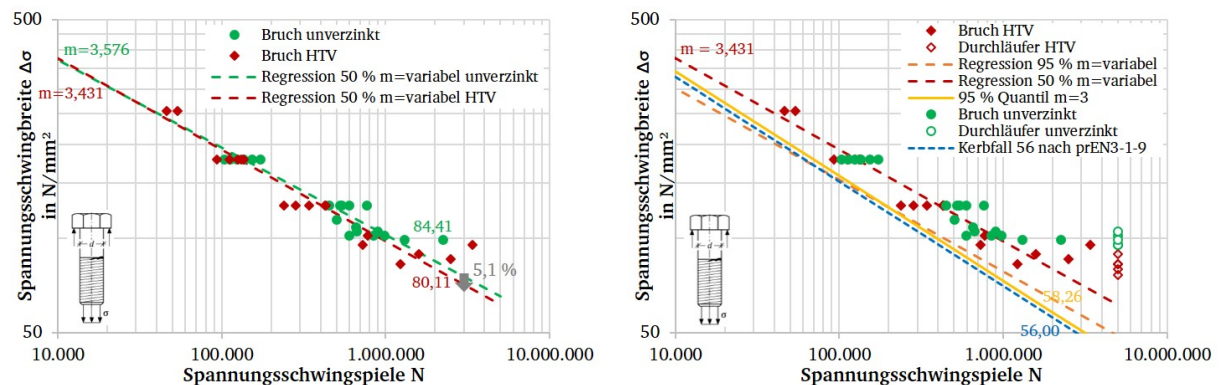 500
Spannungsschwingbreite Δσ
in N/mm²
50
m=3,576
m=3,431
Bruch unverzinkt
Bruch HTV
Regression 50 % m=variabel unverzinkt
Regression 50 % m=variabel HTV
84,41
5,1 %
80,11
d
σ
10.000
100.000
1.000.000
10.000.000
Spannungsschwingspiele N
500
Spannungsschwingbreite Δσ
in N/mm²
50
m = 3,431
Bruch HTV
Durchläufer HTV
Regression 95 % m=variabel
Regression 50 % m=variabel
95 % Quantil m=3
Bruch unverzinkt
Durchläufer unverzinkt
Kerbfall 56 nach prEN3-1-9
58,26
56,00
d
σ
10.000
100.000
1.000.000
10.000.000
Spannungsschwingspiele N